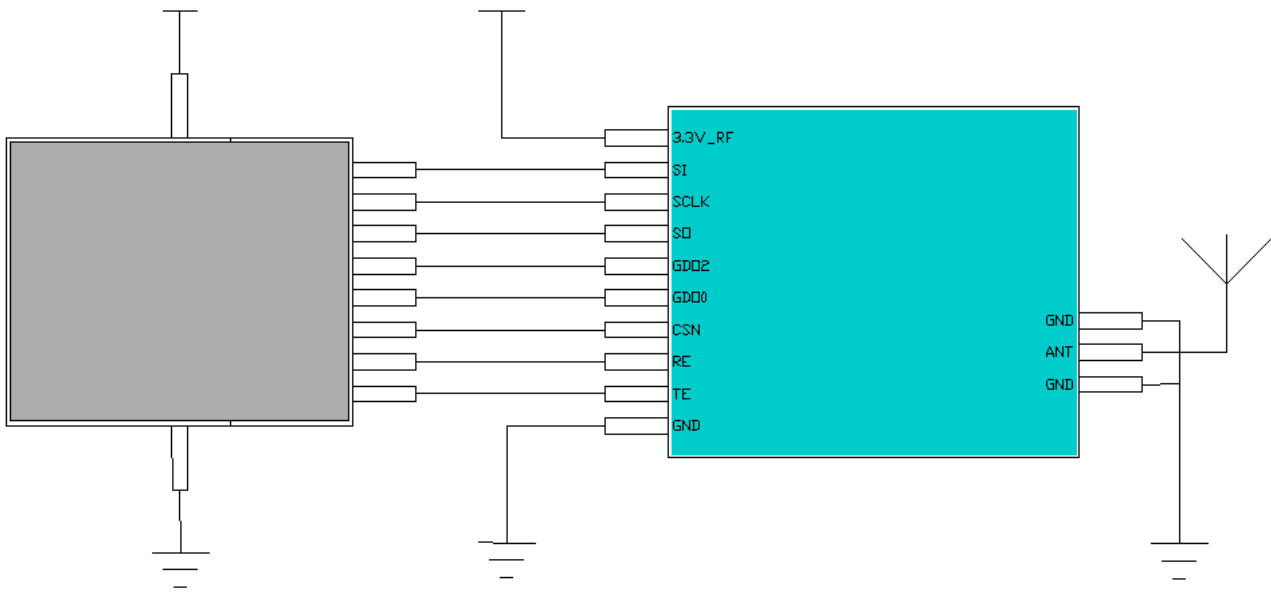 3.3V_RF
SI
SCLK
SO
GDO2
GDO0
CSN
RE
TE
GND
GND
ANT
GND